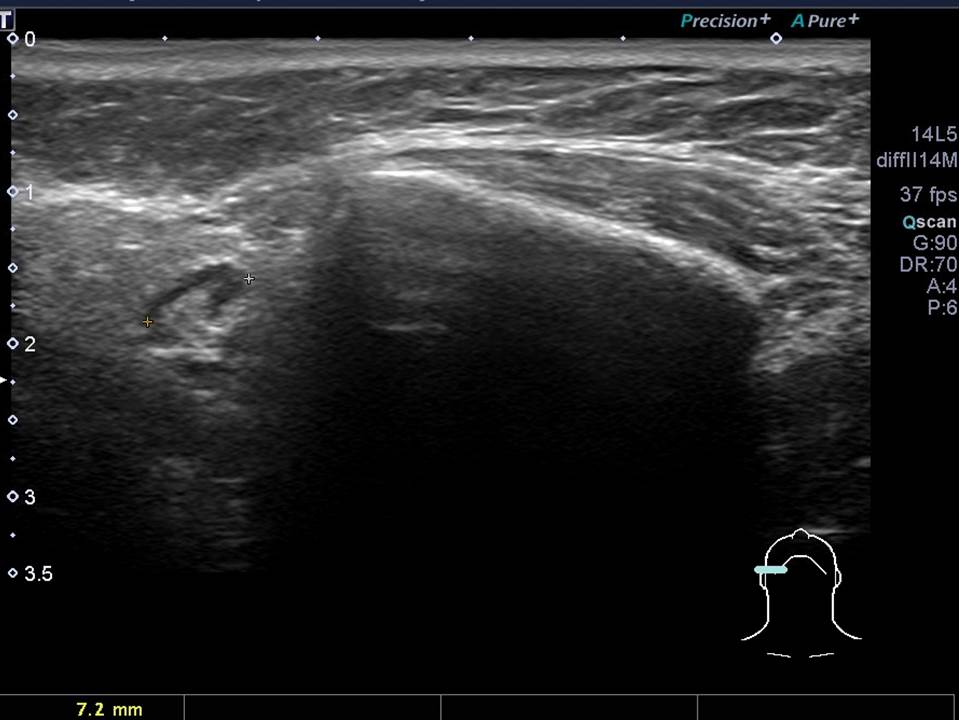 T
Precision+ A Pure+
0
1
2
3
3.5
14L5
diffII14M
37 fps
Qscan
G:90
DR:70
A:4
P:6
7.2 mm